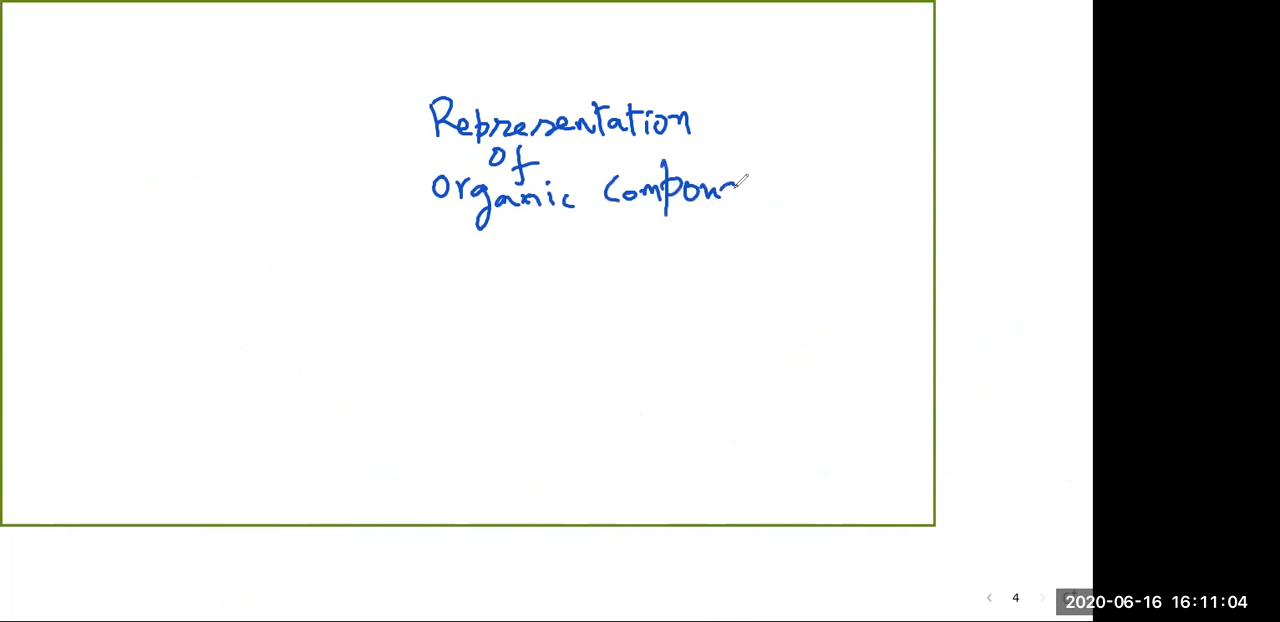 Representation
of
organic compoun
4
2020-06-16 16:11:04